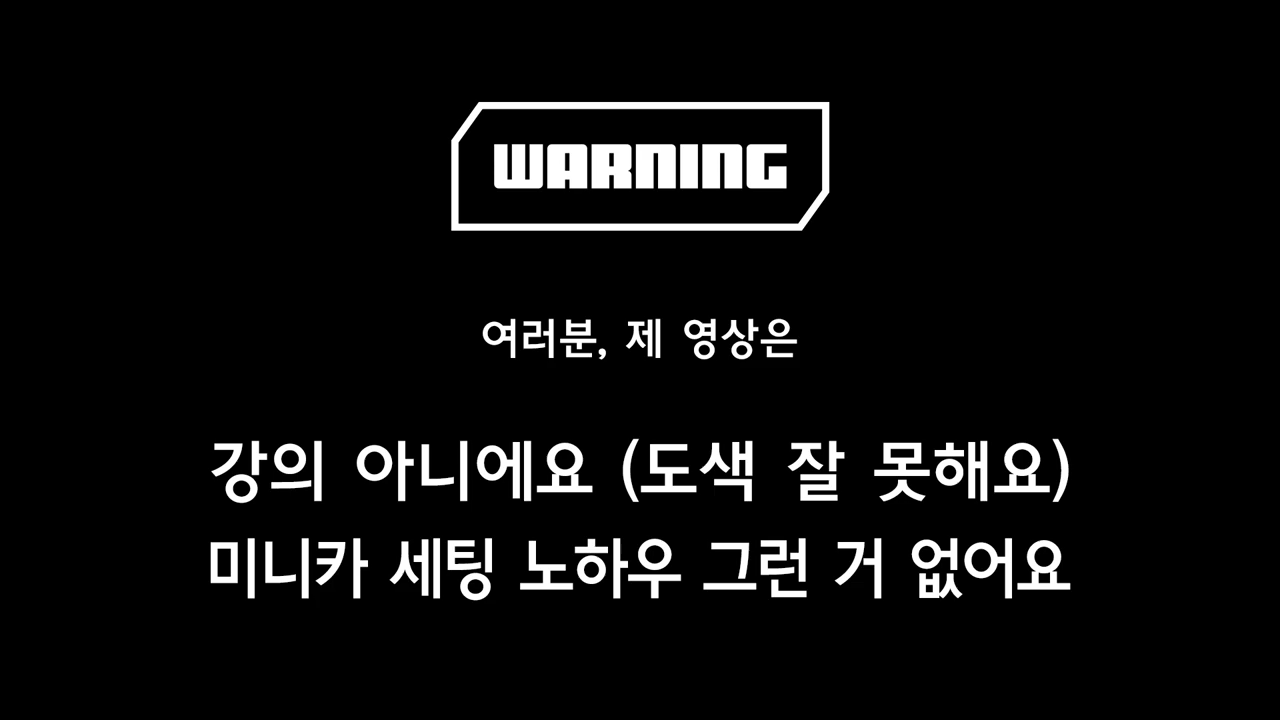 WARNING
여러분, 제 영상은
강의 아니에요 (도색 잘 못해요)
미니카 세팅 노하우 그런 거 없어요